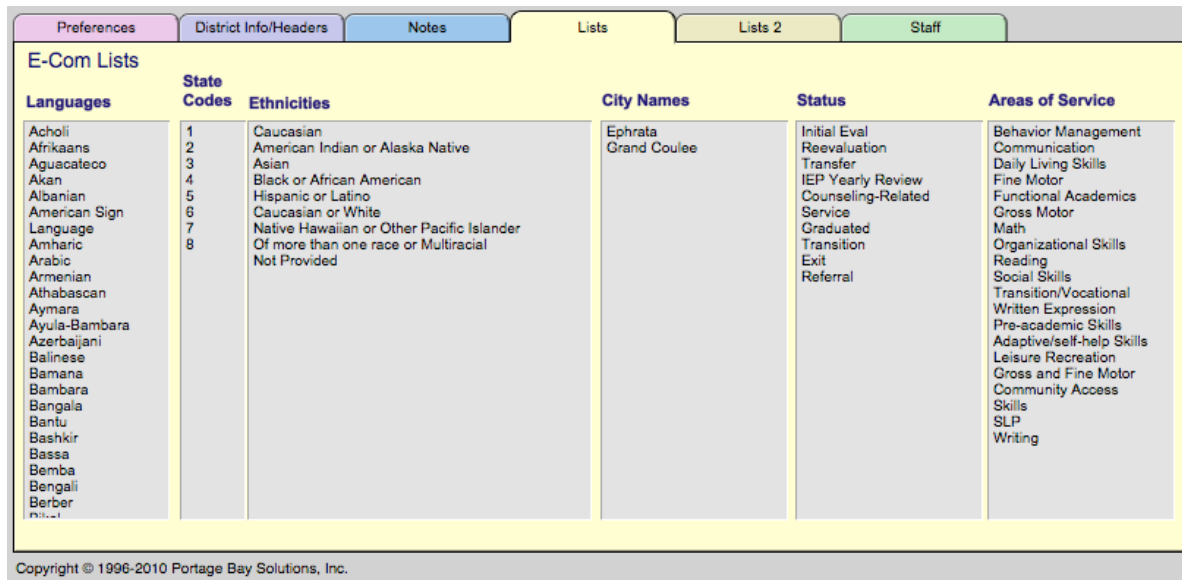 Preferences
District Info/Headers
Notes
Lists
Lists 2
Staff
E-Com Lists
Languages
State
Codes
Ethnicities
City Names
Status
Areas of Service
Acholi
Afrikaans
Aguacateco
Akan
Albanian
American Sign
Language
Amharic
Arabic
Armenian
Athabascan
Aymara
Ayula-Bambara
Azerbaijani
Balinese
Bamana
Bambara
Bangala
Bantu
Bashkir
Bassa
Bemba
Bengali
Berber
1
2
3
4
5
6
7
8
Caucasian
American Indian or Alaska Native
Asian
Black or African American
Hispanic or Latino
Caucasian or White
Native Hawaiian or Other Pacific Islander
Of more than one race or Multiracial
Not Provided
Ephrata
Grand Coulee
Initial Eval
Reevaluation
Transfer
IEP Yearly Review
Counseling-Related
Service
Graduated
Transition
Exit
Referral
Behavior Management
Communication
Daily Living Skills
Fine Motor
Functional Academics
Gross Motor
Math
Organizational Skills
Reading
Social Skills
Transition/Vocational
Written Expression
Pre-academic Skills
Adaptive/self-help Skills
Leisure Recreation
Gross and Fine Motor
Community Access
Skills
SLP
Writing
Copyright © 1996-2010 Portage Bay Solutions, Inc.